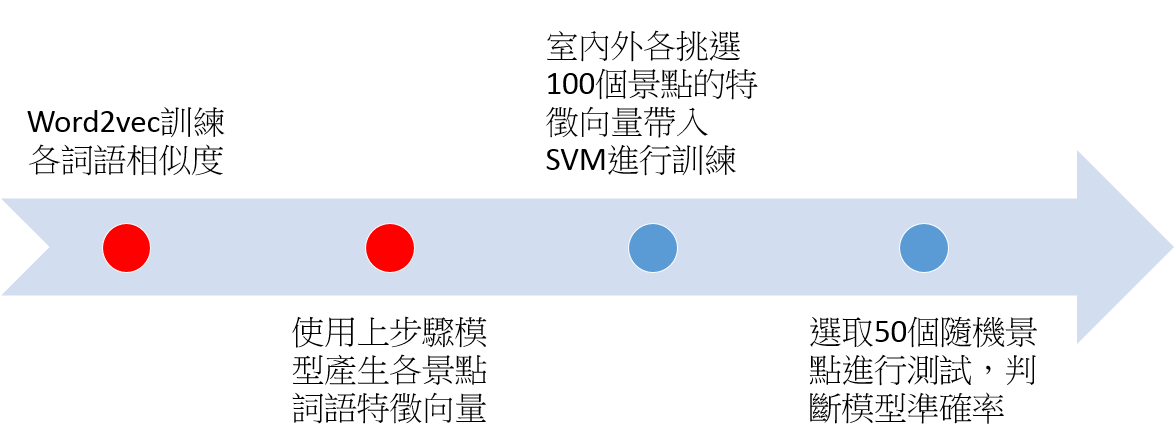 Word2vec訓練
各詞語相似度
使用上步驟模
型產生各景點
詞語特徵向量
室內外各挑選
100個景點的特
徵向量帶入
SVM進行訓練
選取50個隨機景
點進行測試，判
斷模型準確率